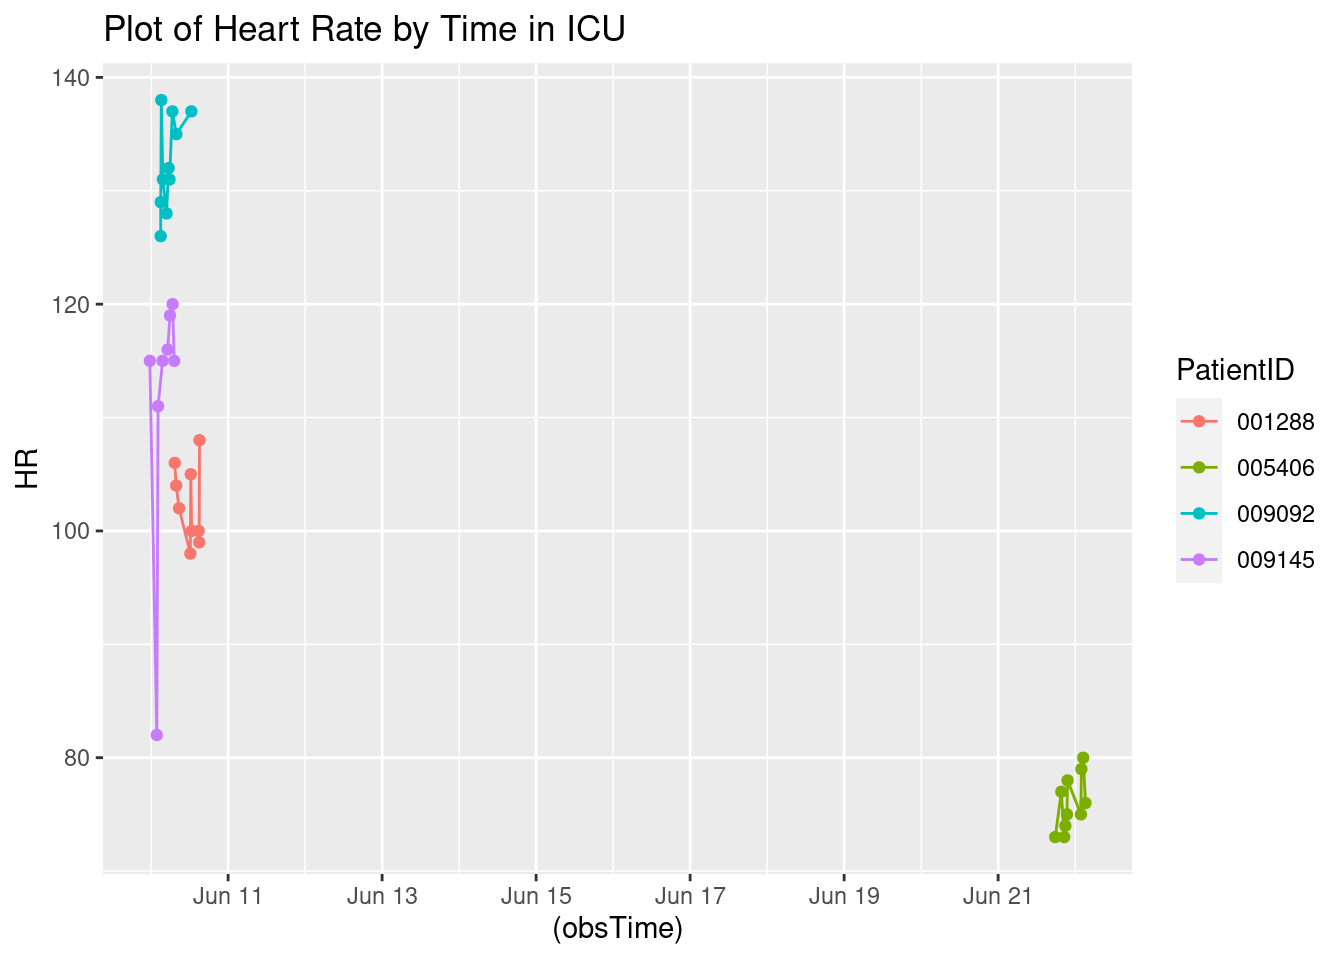 Plot of Heart Rate by Time in ICU
140
120
100
80
HR
Jun 11 Jun 13 Jun 15 Jun 17 Jun 19 Jun 21
(obsTime)
PatientID
001288
005406
009092
009145